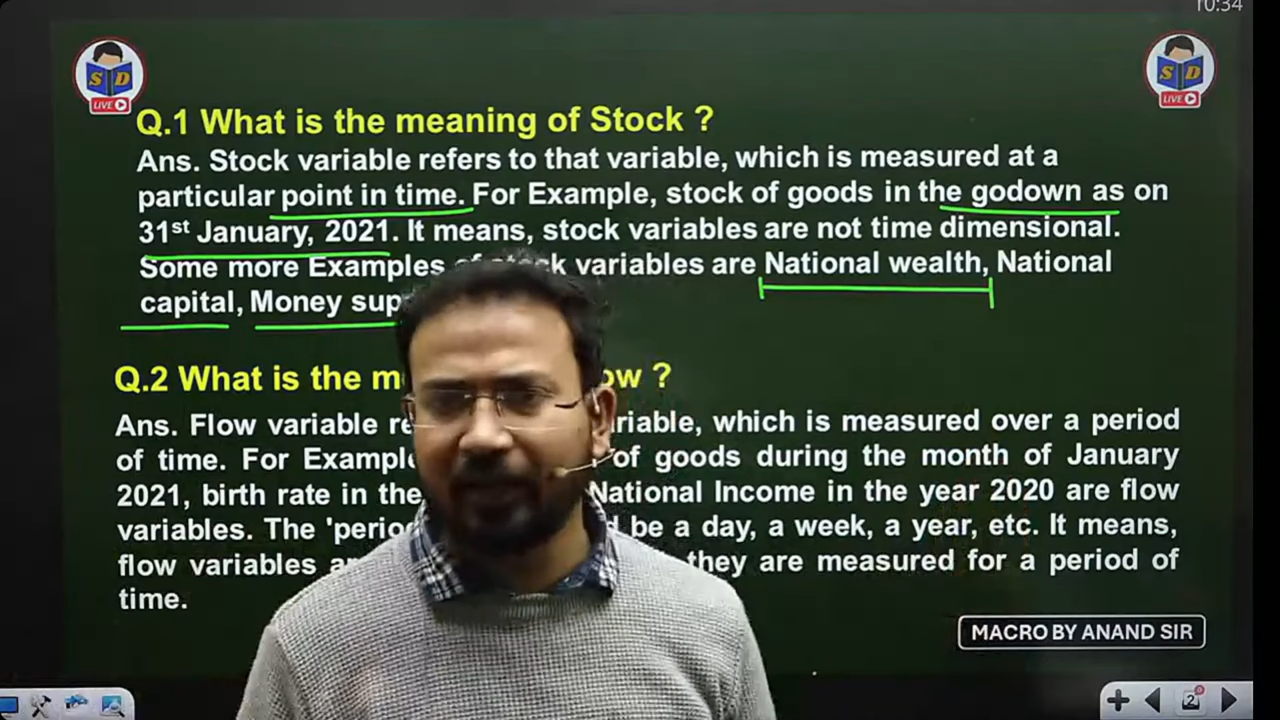 10:34
S D
LIVE
S D
LIVE
Q.1 What is the meaning of Stock ?
Ans. Stock variable refers to that variable, which is measured at a
particular point in time. For Example, stock of goods in the godown as on
31st January, 2021. It means, stock variables are not time dimensional.
Some more Examples of stock variables are National wealth, National
capital, Money sup
Q.2 What is the m ow ?
Ans. Flow variable re riable, which is measured over a period
of time. For Exampl of goods during the month of January
2021, birth rate in the National Income in the year 2020 are flow
variables. The 'perio d be a day, a week, a year, etc. It means,
flow variables a they are measured for a period of
time.
MACRO BY ANAND SIR
2